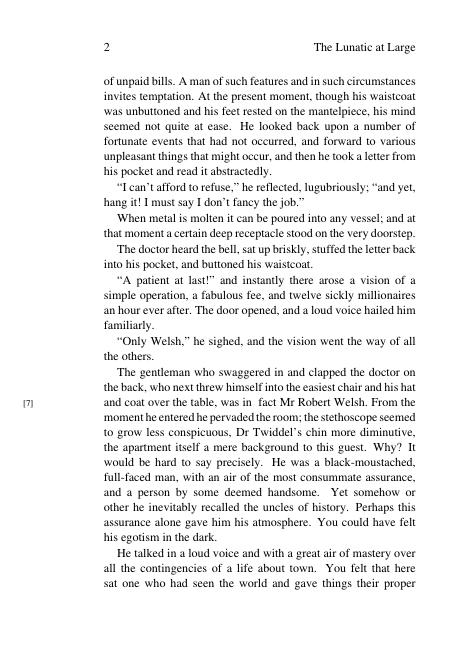 2 The Lunatic at Large
of unpaid bills. A man of such features and in such circumstances
invites temptation. At the present moment, though his waistcoat
was unbuttoned and his feet rested on the mantelpiece, his mind
seemed not quite at ease. He looked back upon a number of
fortunate events that had not occurred, and forward to various
unpleasant things that might occur, and then he took a letter from
his pocket and read it abstractedly.
“I can’t afford to refuse,” he reflected, lugubriously; “and yet,
hang it! I must say I don’t fancy the job.”
When metal is molten it can be poured into any vessel; and at
that moment a certain deep receptacle stood on the very doorstep.
The doctor heard the bell, sat up briskly, stuffed the letter back
into his pocket, and buttoned his waistcoat.
“A patient at last!” and instantly there arose a vision of a
simple operation, a fabulous fee, and twelve sickly millionaires
an hour ever after. The door opened, and a loud voice hailed him
familiarly.
“Only Welsh,” he sighed, and the vision went the way of all
the others.
The gentleman who swaggered in and clapped the doctor on
the back, who next threw himself into the easiest chair and his hat
[7] and coat over the table, was in fact Mr Robert Welsh. From the
moment he entered he pervaded the room; the stethoscope seemed
to grow less conspicuous, Dr Twiddel’s chin more diminutive,
the apartment itself a mere background to this guest. Why? It
would be hard to say precisely. He was a black-moustached,
full-faced man, with an air of the most consummate assurance,
and a person by some deemed handsome. Yet somehow or
other he inevitably recalled the uncles of history. Perhaps this
assurance alone gave him his atmosphere. You could have felt
his egotism in the dark.
He talked in a loud voice and with a great air of mastery over
all the contingencies of a life about town. You felt that here
sat one who had seen the world and gave things their proper